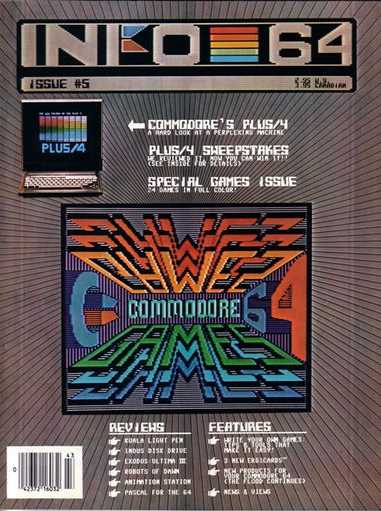 INFO 64
ISSUE #5
PLUS/4
COMMODORE'S PLUS/4
A HARD LOOK AT A PERPLEXING MACHINE
PLUS/4 SWEEPSTAKES
WE REVIEWED IT, NOW YOU CAN WIN IT!!
(SEE INSIDE FOR DETAILS)
SPECIAL GAMES ISSUE
24 GAMES IN FULL COLOR!
COMMODORE 64
GAMES
REVIEWS
KOALA LIGHT PEN
INDUS DISK DRIVE
EXODUS:ULTIMA III
ROBOTS OF DAWN
ANIMATION STATION
PASCAL FOR THE 64
FEATURES
WRITE YOUR OWN GAMES:
TIPS & TOOLS THAT
MAKE IT EASY!
NEW PRODUCTS FOR
YOUR COMMODORE 64
(THE FLOOD CONTINUES)
NEWS & VIEWS
43
0